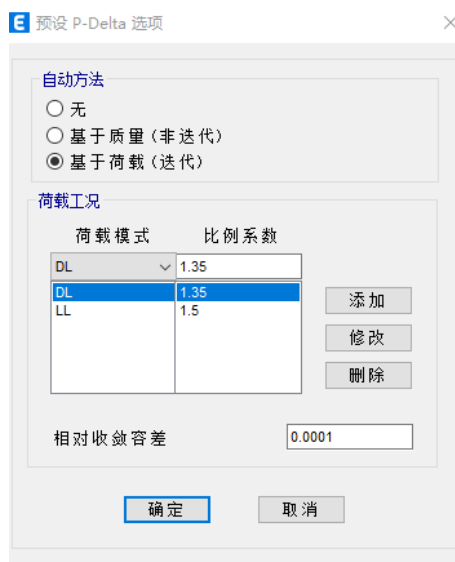 E 预设 P-Delta 选项
自动方法
无
基于质量(非迭代)
基于荷载(迭代)
荷载工况
荷载模式 比例系数
DL 1.35
DL 1.35
LL 1.5
添加
修改
删除
相对收敛容差 0.0001
确定 取消